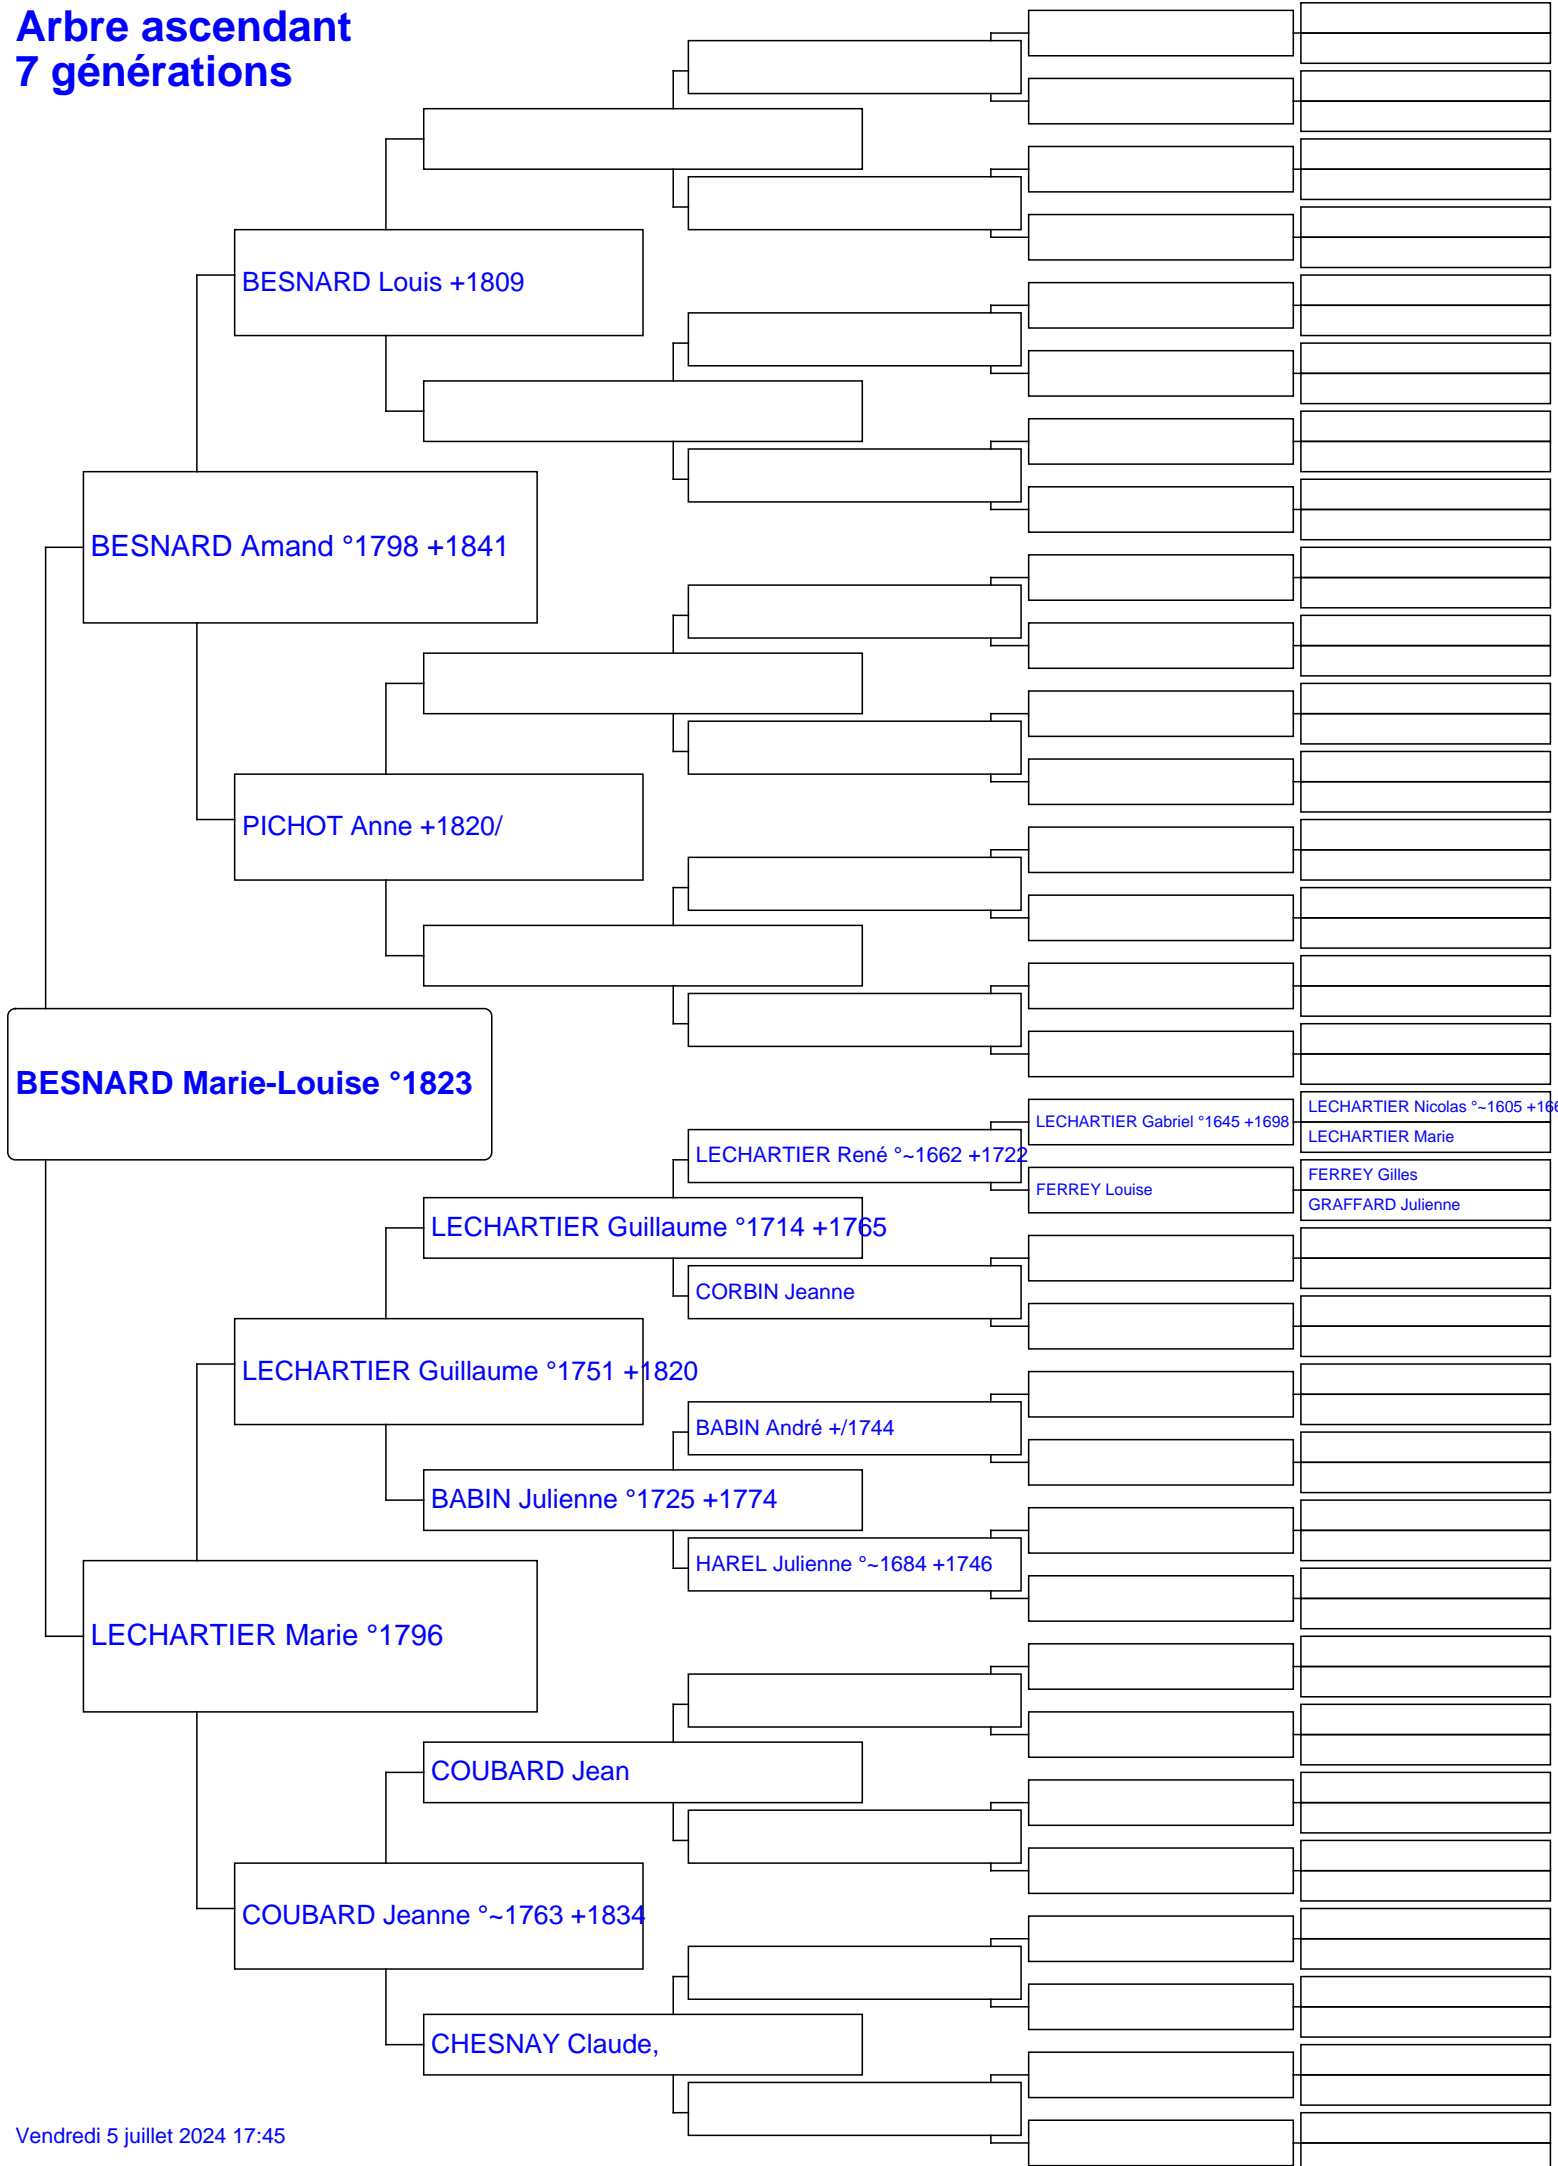 Arbre ascendant
7 générations
BESNARD Louis +1809
BESNARD Amand °1798 +1841
PICHOT Anne +1820/
BESNARD Marie-Louise °1823
LECHARTIER Nicolas °~1605
LECHARTIER Gabriel °1645 +1698
LECHARTIER Marie
LECHARTIER René °~1662 +1722
FERREY Gilles
FERREY Louise
GRAFFARD Julienne
LECHARTIER Guillaume °1714 +1765
CORBIN Jeanne
LECHARTIER Guillaume °1751 +1820
BABIN André +/1744
BABIN Julienne °1725 +1774
HAREL Julienne °~1684 +1746
LECHARTIER Marie °1796
COUBARD Jean
COUBARD Jeanne °~1763 +1834
CHESNAY Claude,
Vendredi 5 juillet 2024 17:45